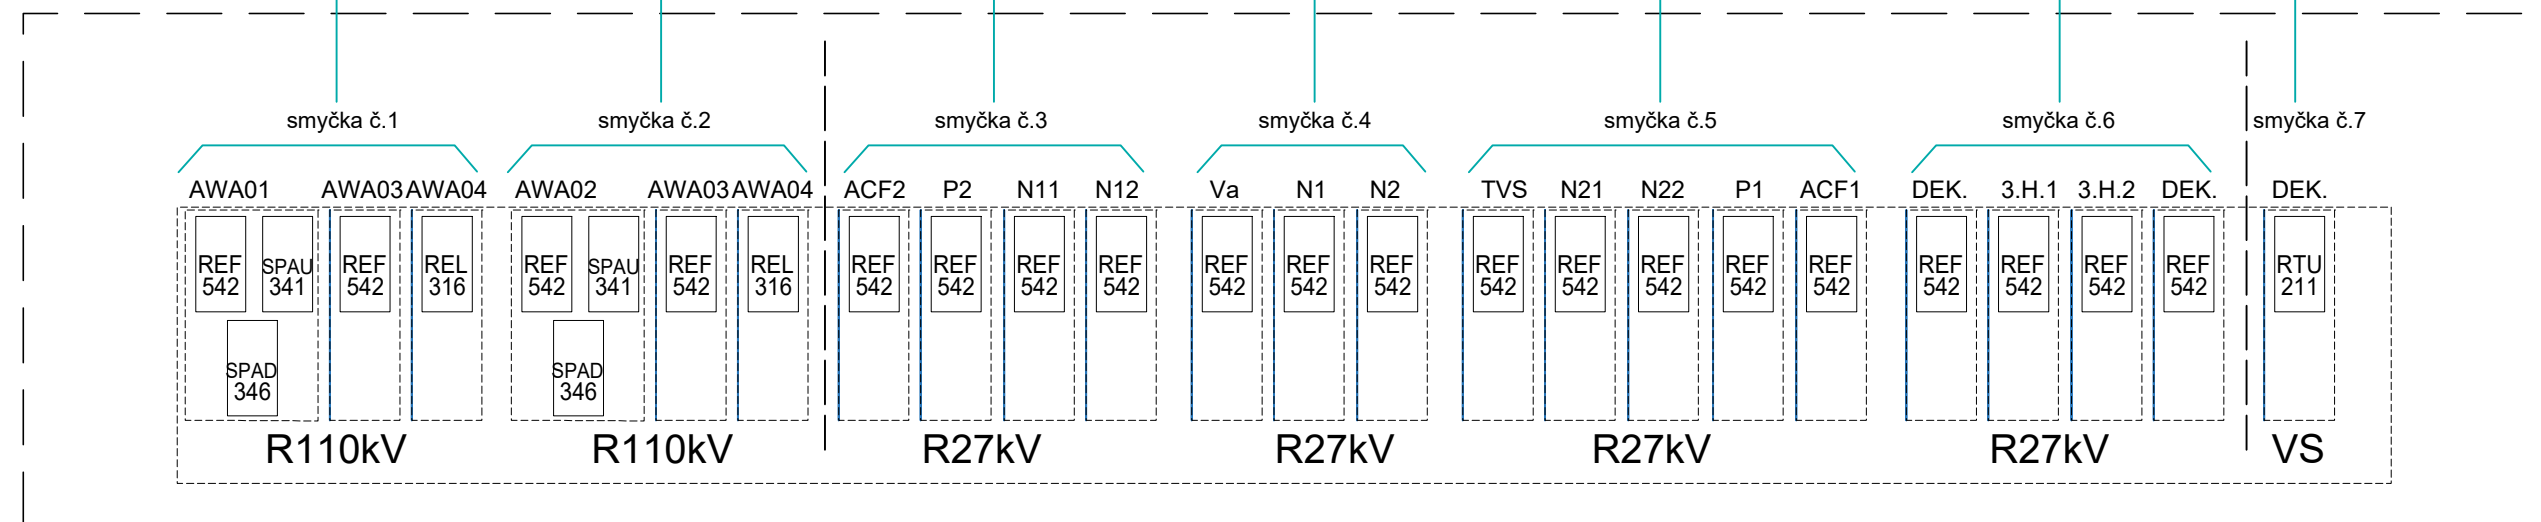 smyčka č.1 smyčka č.2 smyčka č.3 smyčka č.4 smyčka č.5 smyčka č.6 smyčka č.7
AWA01 AWA03 AWA04 AWA02 AWA03 AWA04 ACF2 P2 N11 N12 Va N1 N2 TVS N21 N22 P1 ACF1 DEK. 3.H.1 3.H.2 DEK. DEK.
REF SPAU REF REL REF SPAU REF REL REF REF REF REF REF REF REF REF REF REF REF REF REF REF REF REF RTU
542 341 542 316 542 341 542 316 542 542 542 542 542 542 542 542 542 542 542 542 542 542 542 542 211
SPAD SPAD
346 346
R110kV R110kV R27kV R27kV R27kV R27kV VS